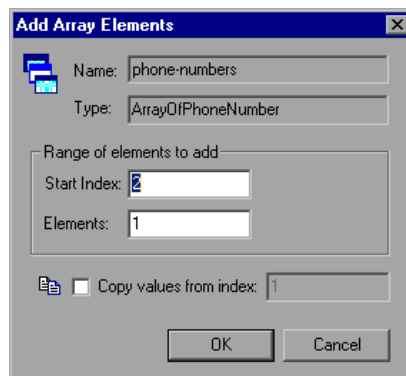 Add Array Elements
Name: phone-numbers
Type: ArrayOfPhoneNumber
Range of elements to add
Start Index: 2
Elements: 1
Copy values from index: 1
OK Cancel